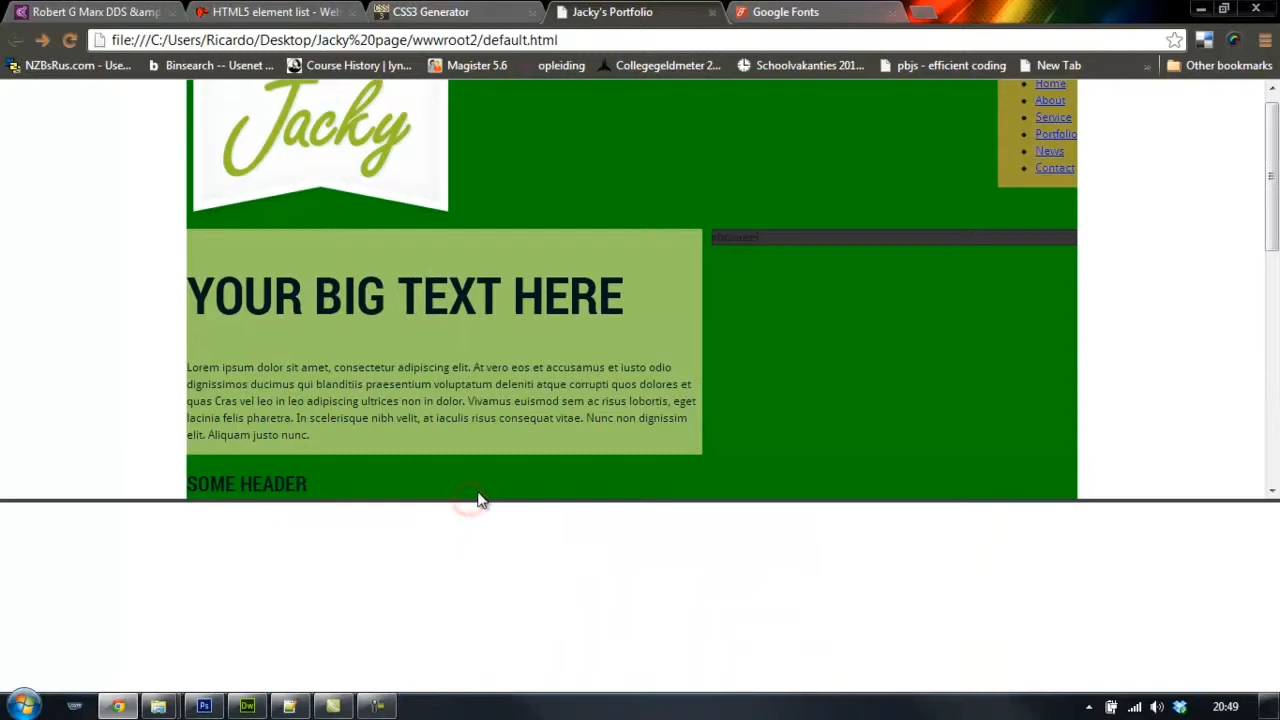 Robert G Marx DDS &amp
HTML5 element list - Web
CSS3 Generator
Jacky's Portfolio
Google Fonts
file:///C:/Users/Ricardo/Desktop/Jacky%20page/wwwroot2/default.html
NZBsRus.com - Use...
Binsearch -- Usenet ...
Course History | lyn...
Magister 5.6
opleiding
Collegegeldmeter 2...
Schoolvakanties 201...
pbjs - efficient coding
New Tab
»
Other bookmarks
Jacky
Home
About
Service
Portfolio
News
Contact
YOUR BIG TEXT HERE
Lorem ipsum dolor sit amet, consectetur adipiscing elit. At vero eos et accusamus et iusto odio
dignissimos ducimus qui blanditiis praesentium voluptatum deleniti atque corrupti quos dolores et
quas Cras vel leo in leo adipiscing ultrices non in dolor. Vivamus euismod sem ac risus lobortis, eget
lacinia felis pharetra. In scelerisque nibh velit, at iaculis risus consequat vitae. Nunc non dignissim
elit. Aliquam justo nunc.
SOME HEADER
Ps
Dw
20:49